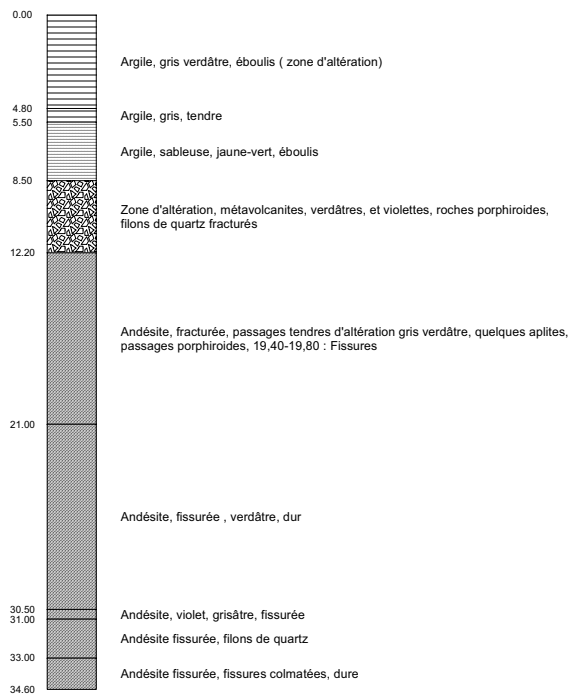 0.00
Argile, gris verdâtre, éboulis ( zone d'altération)
4.80
Argile, gris, tendre
5.50
Argile, sableuse, jaune-vert, éboulis
8.50
Zone d'altération, métavolcanites, verdâtres, et violettes, roches porphiroides,
filons de quartz fracturés
12.20
Andésite, fracturée, passages tendres d'altération gris verdâtre, quelques aplites,
passages porphiroides, 19,40-19,80 : Fissures
21.00
Andésite, fissurée , verdâtre, dur
30.50
Andésite, violet, grisâtre, fissurée
31.00
Andésite fissurée, filons de quartz
33.00
Andésite fissurée, fissures colmatées, dure
34.60